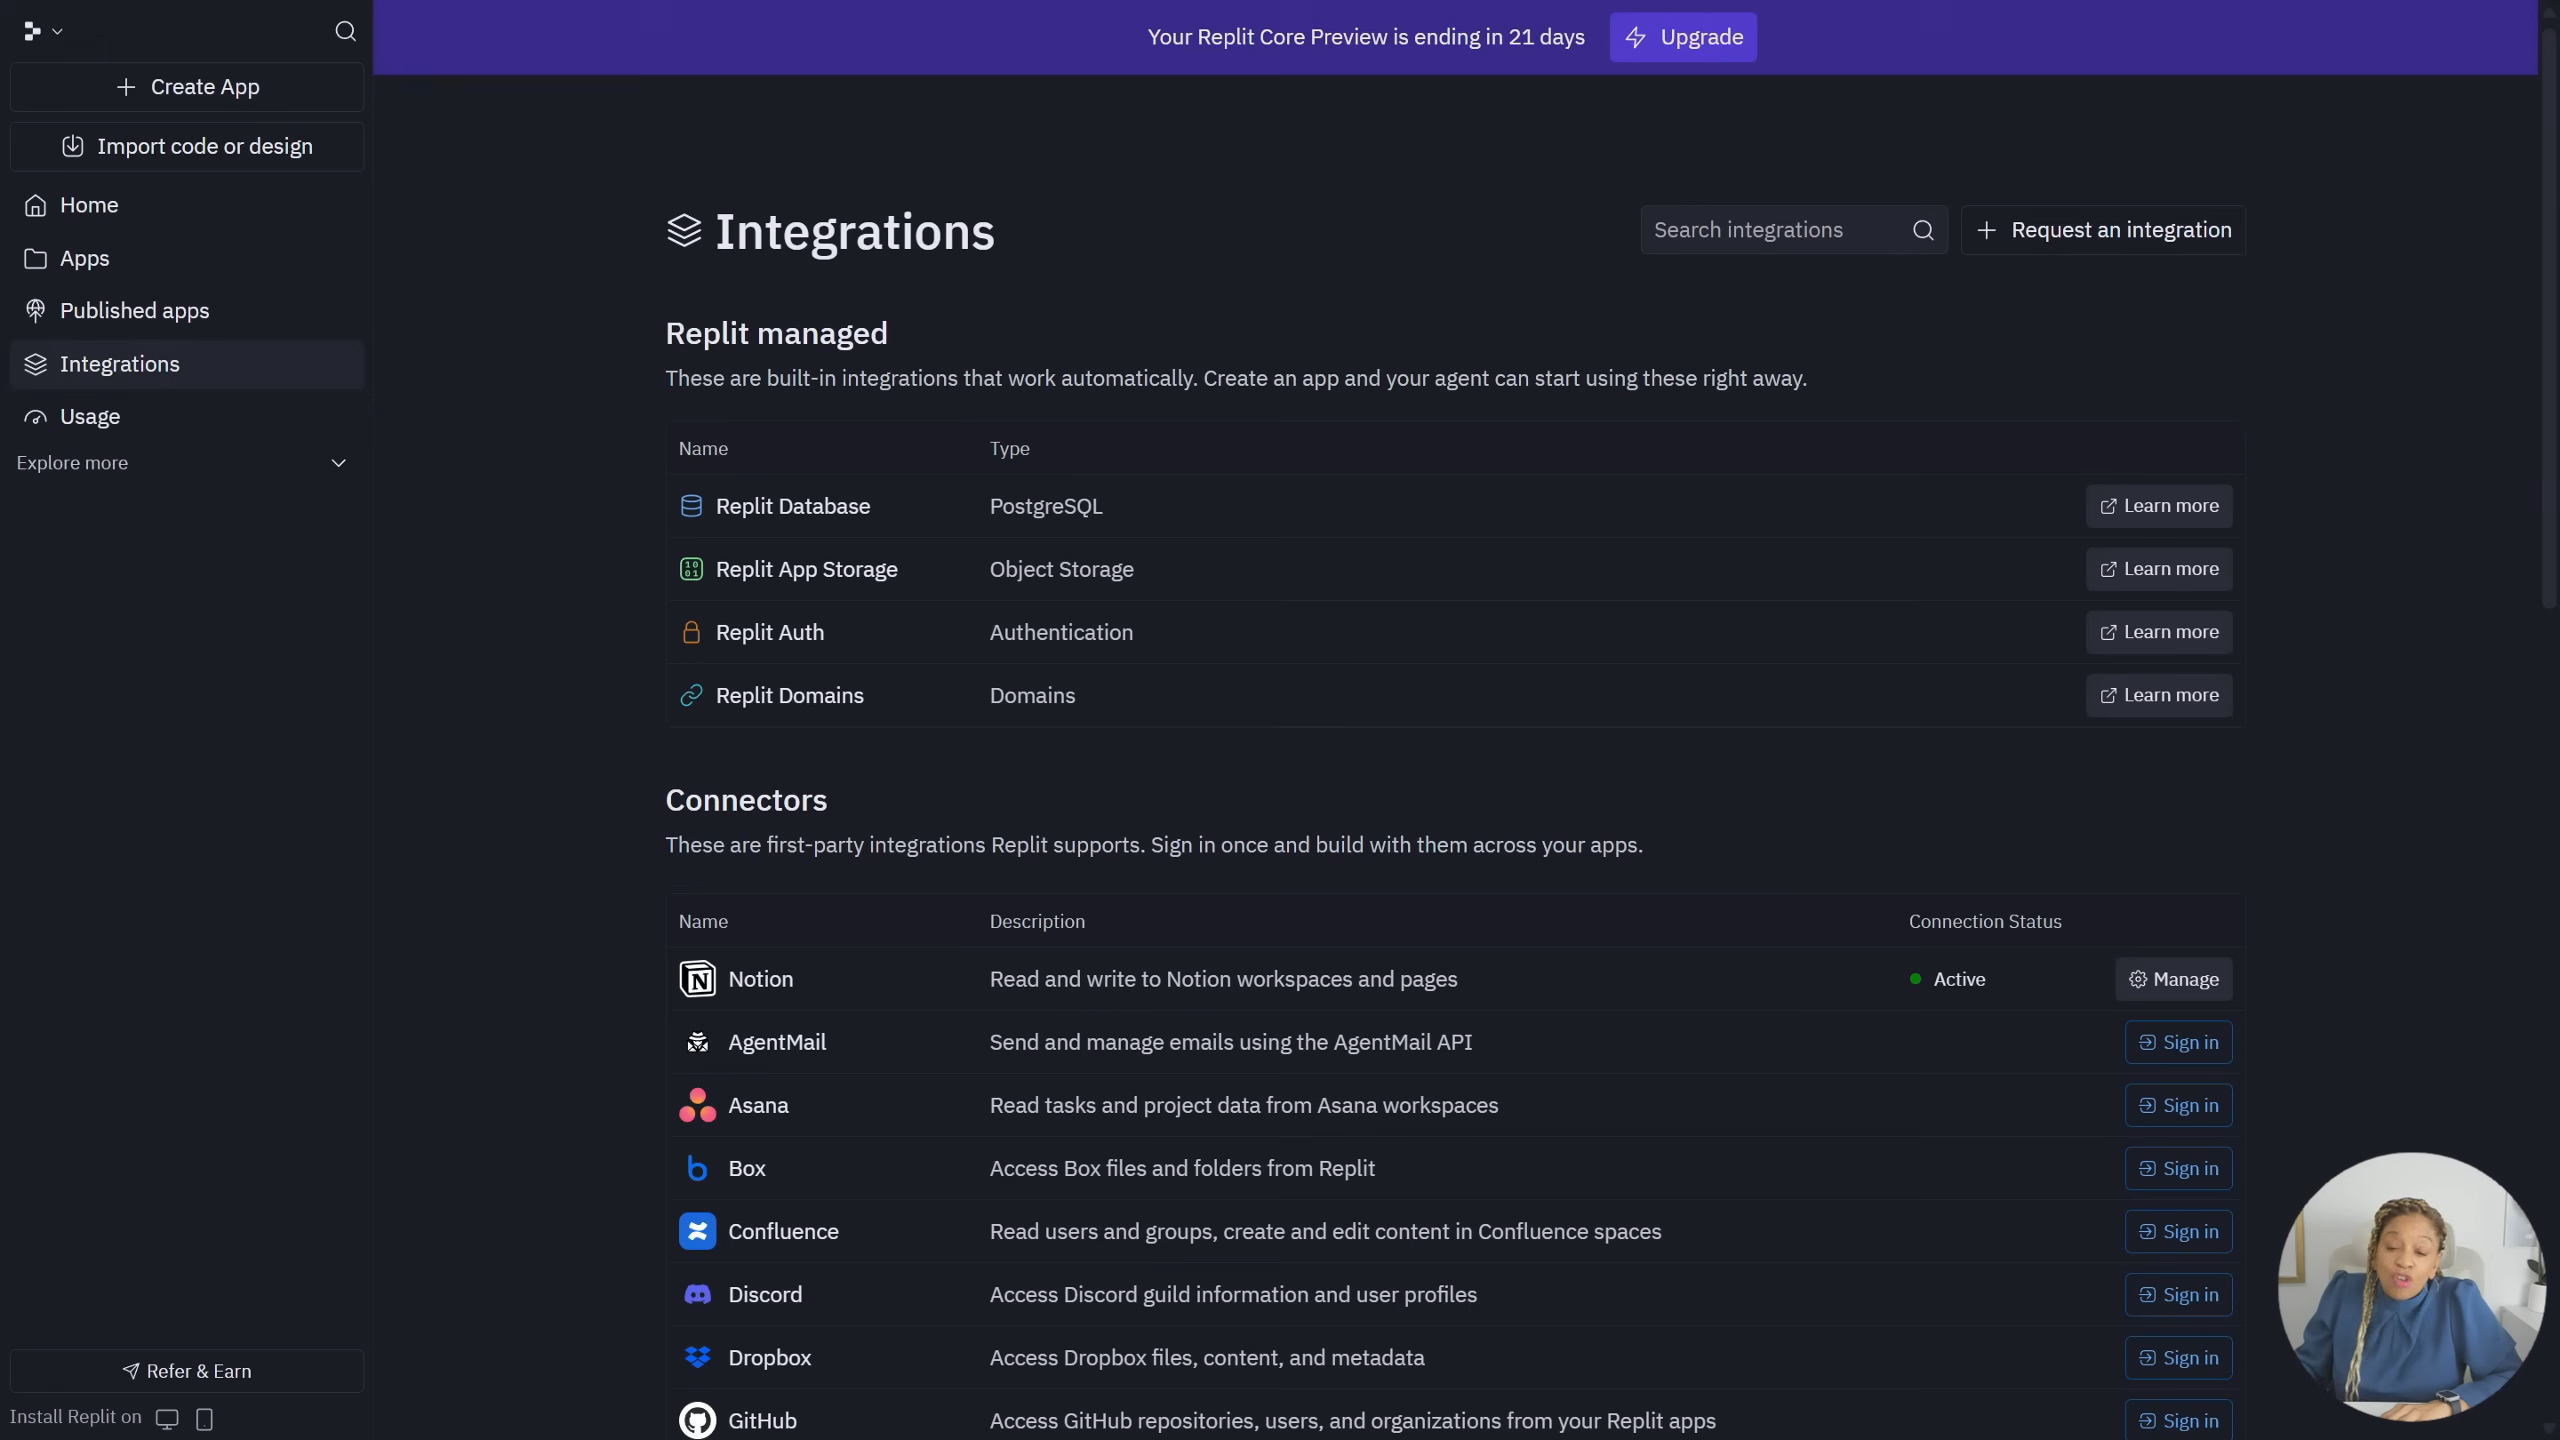 Your Replit Core Preview is ending in 21 days
Upgrade
Create App
Import code or design
Home
Apps
Published apps
Integrations
Usage
Explore more
Refer & Earn
Install Replit on
Integrations
Search integrations
Request an integration
Replit managed
These are built-in integrations that work automatically. Create an app and your agent can start using these right away.
Name Type
Replit Database PostgreSQL Learn more
Replit App Storage Object Storage Learn more
Replit Auth Authentication Learn more
Replit Domains Domains Learn more
Connectors
These are first-party integrations Replit supports. Sign in once and build with them across your apps.
Name Description Connection Status
Notion Read and write to Notion workspaces and pages Active Manage
AgentMail Send and manage emails using the AgentMail API Sign in
Asana Read tasks and project data from Asana workspaces Sign in
Box Access Box files and folders from Replit Sign in
Confluence Read users and groups, create and edit content in Confluence spaces Sign in
Discord Access Discord guild information and user profiles Sign in
Dropbox Access Dropbox files, content, and metadata Sign in
GitHub Access GitHub repositories, users, and organizations from your Replit apps Sign in